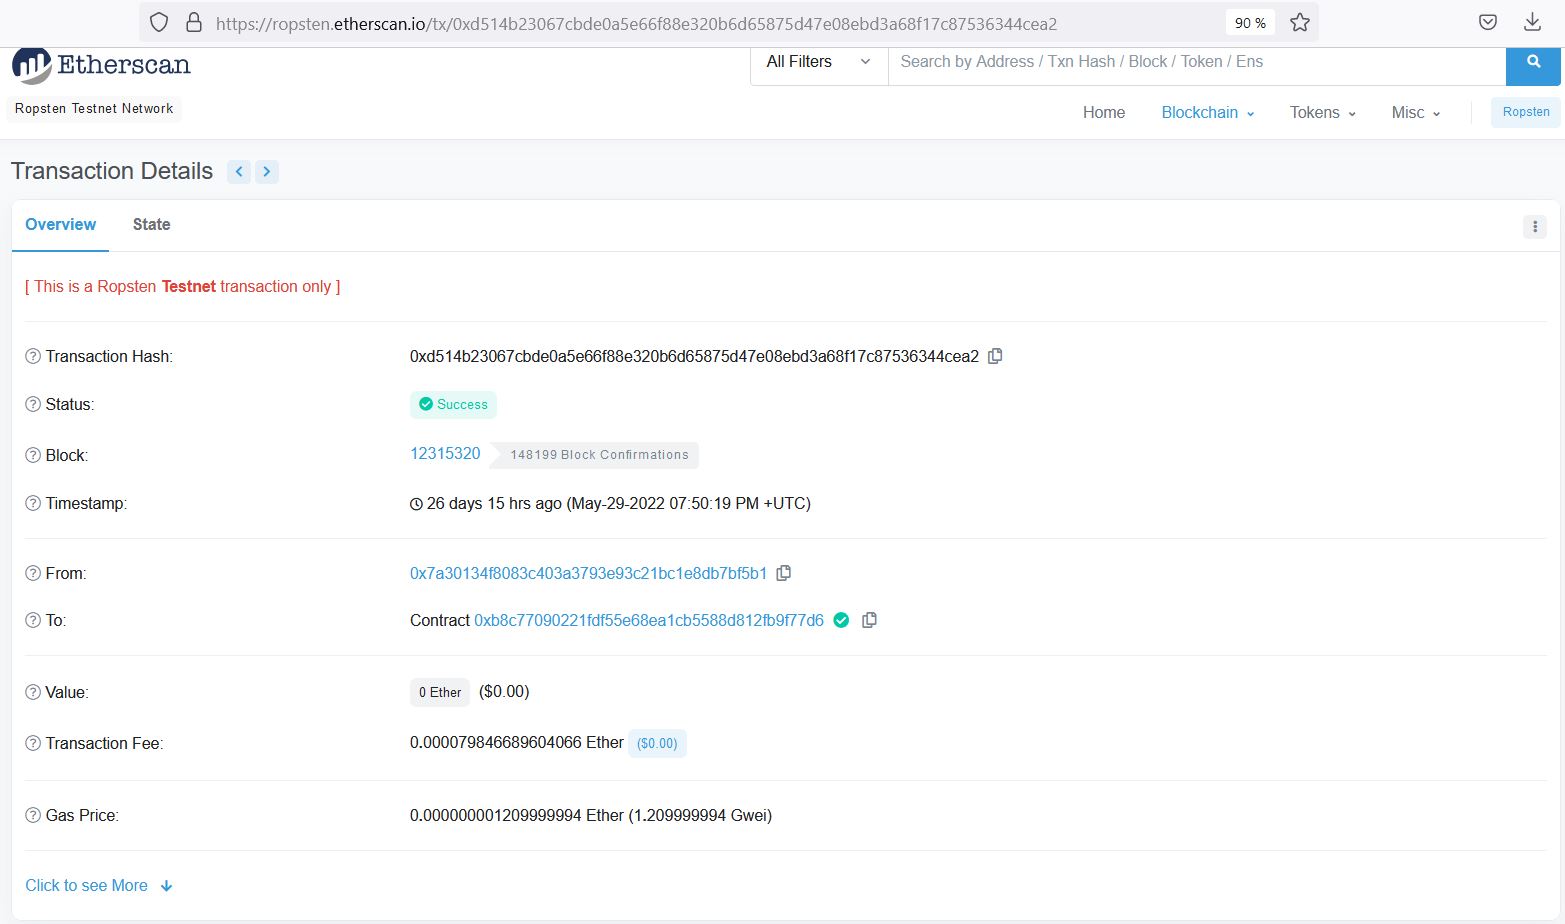 https://ropsten.etherscan.io/tx/0xd514b23067cbde0a5e66f88e320b6d65875d47e08ebd3a68f17c87536344cea2 90 %
Etherscan
All Filters Search by Address / Txn Hash / Block / Token / Ens
Ropsten Testnet Network
Home Blockchain Tokens Misc Ropsten
Transaction Details
Overview State
[ This is a Ropsten Testnet transaction only ]
Transaction Hash: 0xd514b23067cbde0a5e66f88e320b6d65875d47e08ebd3a68f17c87536344cea2
Status: Success
Block: 12315320 148199 Block Confirmations
Timestamp: 26 days 15 hrs ago (May-29-2022 07:50:19 PM +UTC)
From: 0x7a30134f8083c403a3793e93c21bc1e8db7bf5b1
To: Contract 0xb8c77090221fdf55e68ea1cb5588d812fb9f77d6
Value: 0 Ether ($0.00)
Transaction Fee: 0.000079846689604066 Ether ($0.00)
Gas Price: 0.000000001209999994 Ether (1.209999994 Gwei)
Click to see More